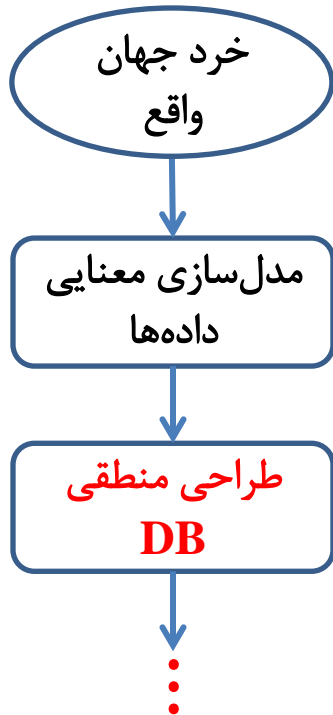 خرد جهان
واقع
مدل‌سازی معنایی
داده‌ها
طراحی منطقی
DB